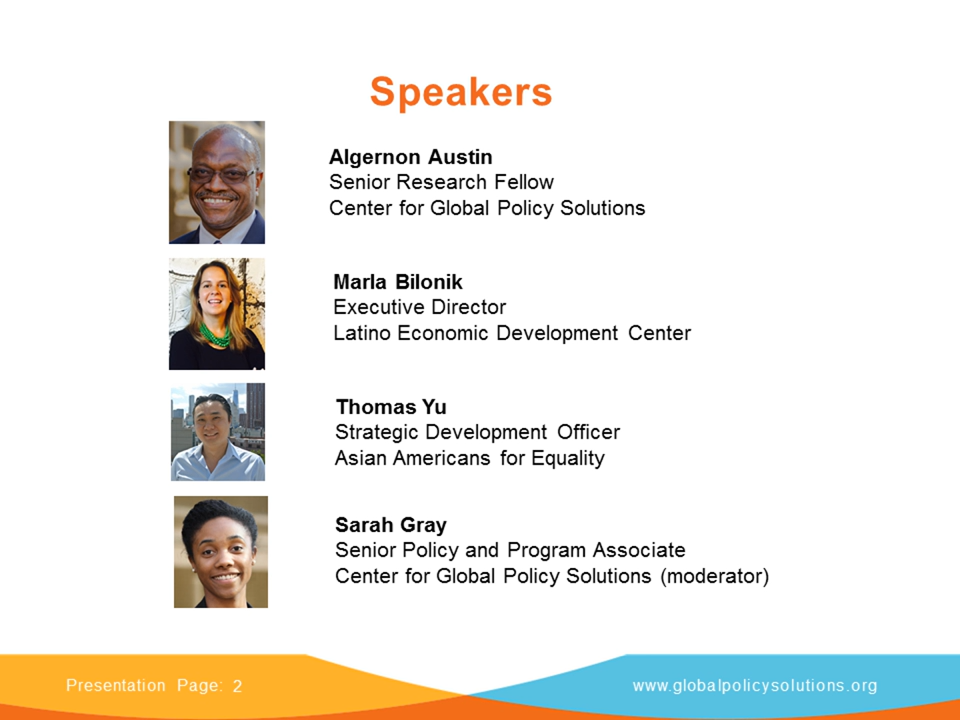 Speakers
Algernon Austin
Senior Research Fellow
Center for Global Policy Solutions
Marla Bilonik
Executive Director
Latino Economic Development Center
Thomas Yu
Strategic Development Officer
Asian Americans for Equality
Sarah Gray
Senior Policy and Program Associate
Center for Global Policy Solutions (moderator)
Presentation Page: 2
www.globalpolicysolutions.org